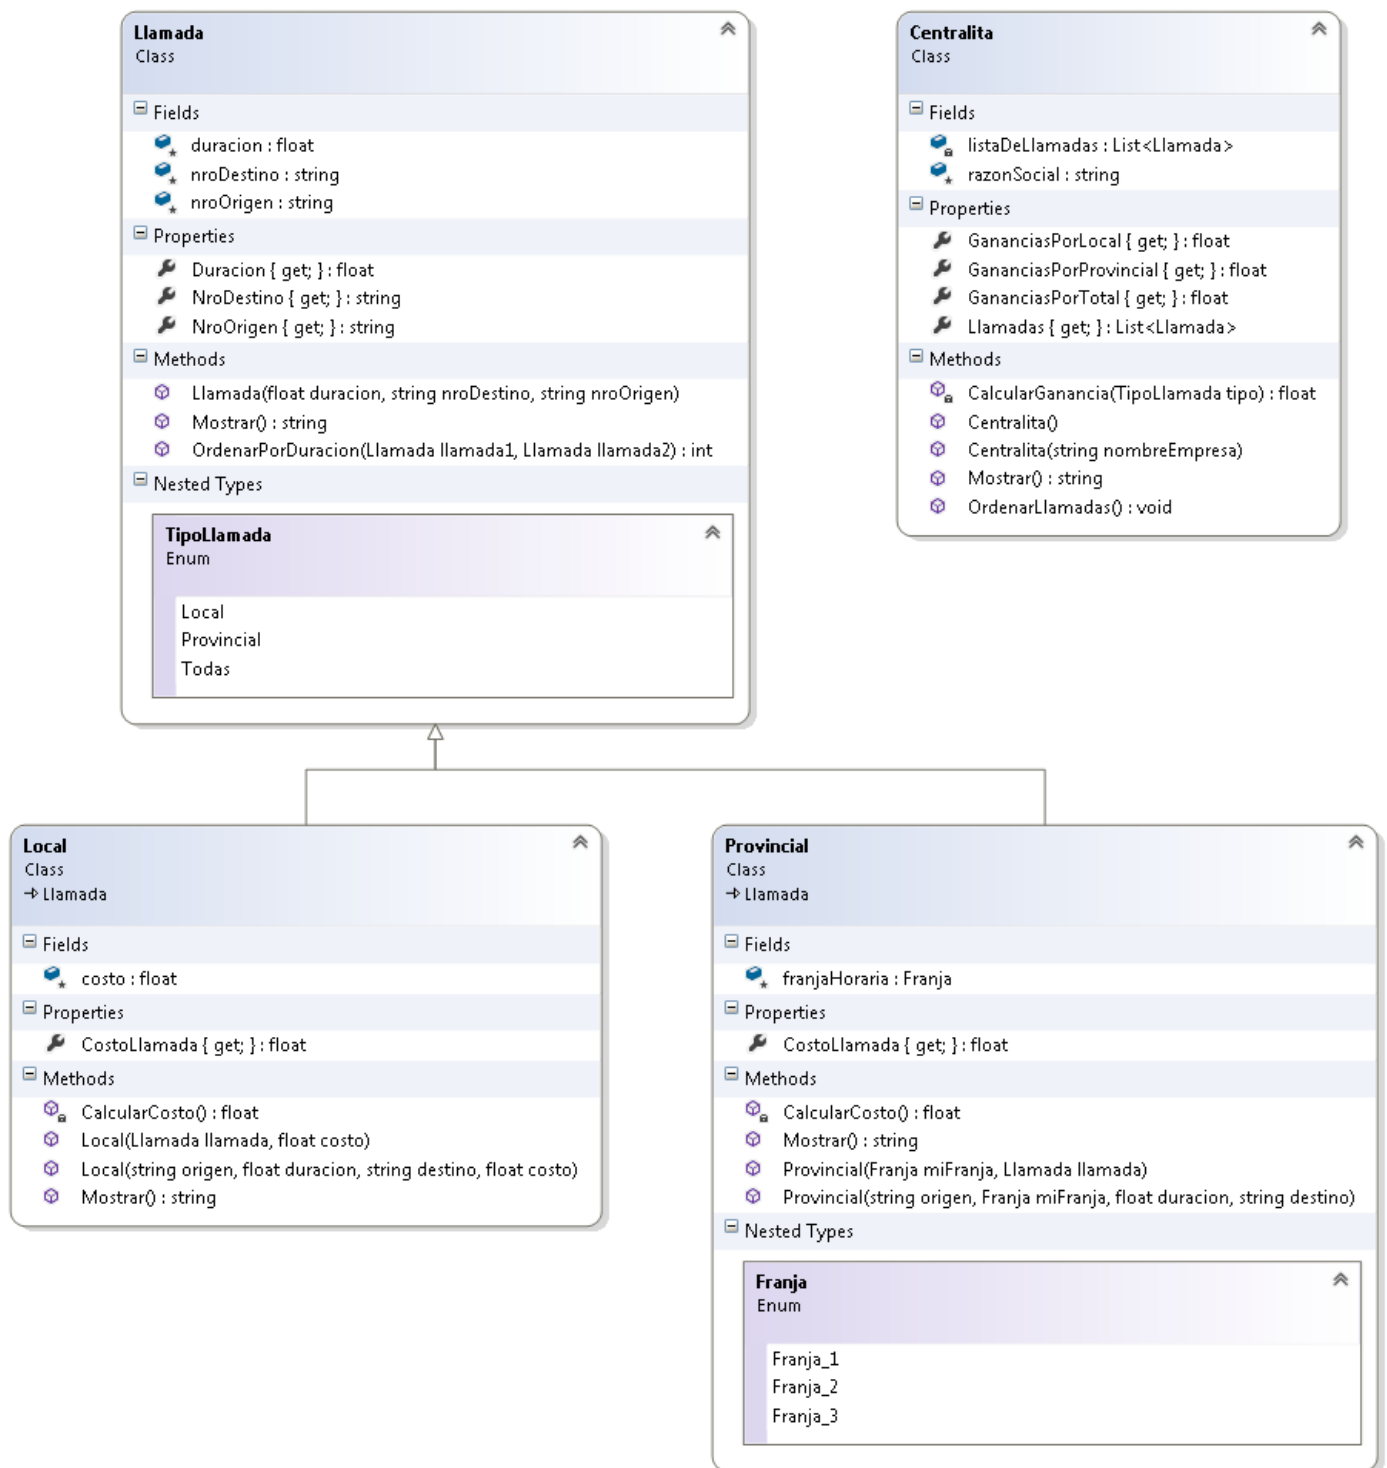 Llamada
Class
Fields
duracion : float
nroDestino : string
nroOrigen : string
Properties
Duracion { get; } : float
NroDestino { get; } : string
NroOrigen { get; } : string
Methods
Llamada(float duracion, string nroDestino, string nroOrigen)
Mostrar() : string
OrdenarPorDuracion(Llamada llamada1, Llamada llamada2) : int
Nested Types
TipoLlamada
Enum
Local
Provincial
Todas
Centralita
Class
Fields
listaDeLlamadas : List<Llamada>
razonSocial : string
Properties
GananciasPorLocal { get; } : float
GananciasPorProvincial { get; } : float
GananciasPorTotal { get; } : float
Llamadas { get; } : List<Llamada>
Methods
CalcularGanancia(TipoLlamada tipo) : float
Centralita()
Centralita(string nombreEmpresa)
Mostrar() : string
OrdenarLlamadas() : void
Local
Class
Llamada
Fields
costo : float
Properties
CostoLlamada { get; } : float
Methods
CalcularCosto() : float
Local(Llamada llamada, float costo)
Local(string origen, float duracion, string destino, float costo)
Mostrar() : string
Provincial
Class
Llamada
Fields
franjaHoraria : Franja
Properties
CostoLlamada { get; } : float
Methods
CalcularCosto() : float
Mostrar() : string
Provincial(Franja miFranja, Llamada llamada)
Provincial(string origen, Franja miFranja, float duracion, string destino)
Nested Types
Franja
Enum
Franja_1
Franja_2
Franja_3